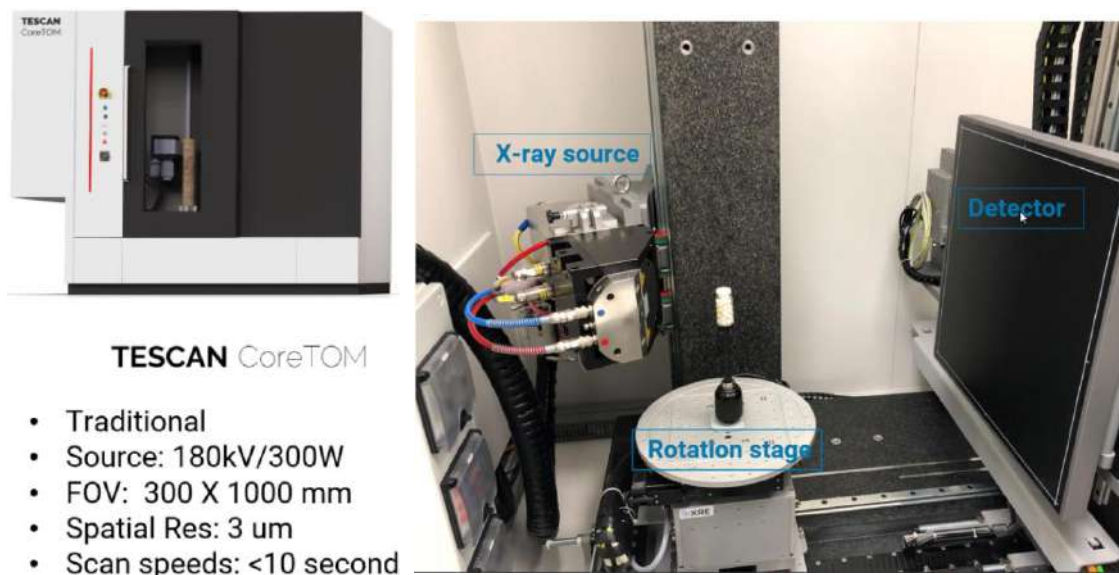 TESCAN
CoreTOM
TESCAN CoreTOM
• Traditional
• Source: 180kV/300W
• FOV: 300 X 1000 mm
• Spatial Res: 3 um
• Scan speeds: <10 second
X-ray source
Detector
Rotation stage
XRE